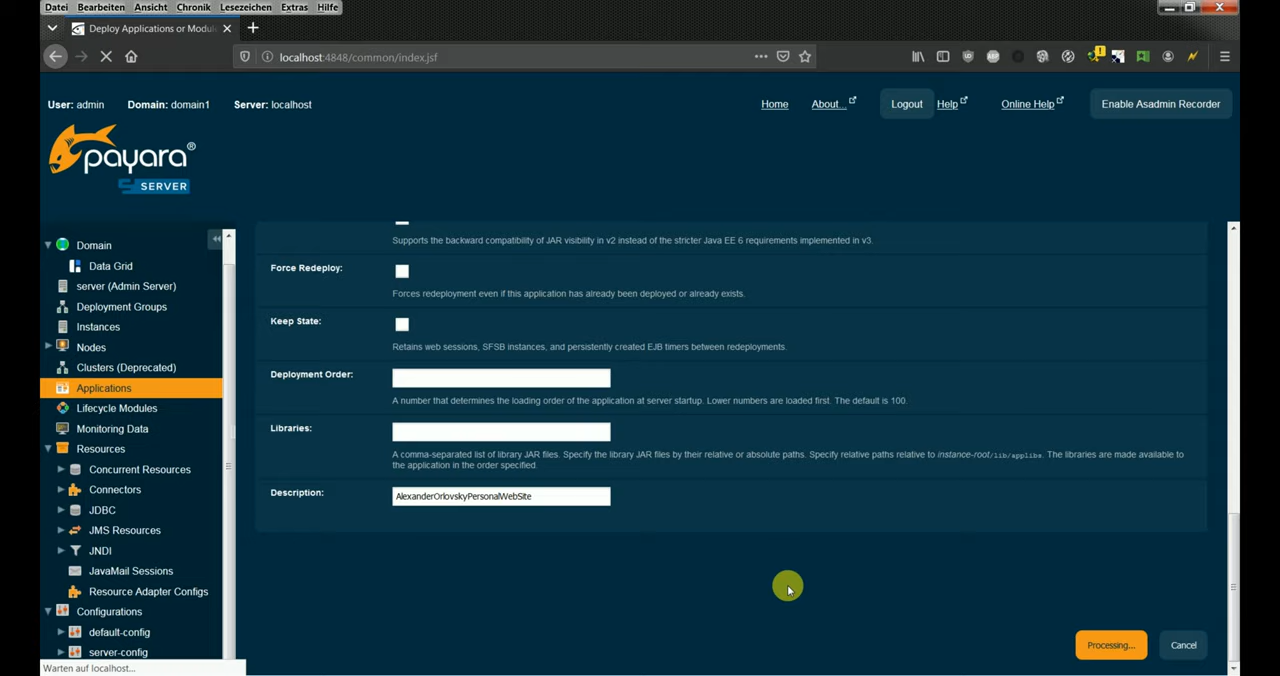 Datei Bearbeiten Ansicht Chronik Lesezeichen Extras Hilfe
Deploy Applications or Modul
localhost:4848/common/index.jsf
User: admin Domain: domain1 Server: localhost
Home About... Logout Help Online Help Enable Asadmin Recorder
payara®
SERVER
Domain
Data Grid
server (Admin Server)
Deployment Groups
Instances
Nodes
Clusters (Deprecated)
Applications
Lifecycle Modules
Monitoring Data
Resources
Concurrent Resources
Connectors
JDBC
JMS Resources
JNDI
JavaMail Sessions
Resource Adapter Configs
Configurations
default-config
server-config
Warten auf localhost...
Supports the backward compatibility of JAR visibility in v2 instead of the stricter Java EE 6 requirements implemented in v3.
Force Redeploy:
Forces redeployment even if this application has already been deployed or already exists.
Keep State:
Retains web sessions, SFSB instances, and persistently created EJB timers between redeployments.
Deployment Order:
A number that determines the loading order of the application at server startup. Lower numbers are loaded first. The default is 100.
Libraries:
A comma-separated list of library JAR files. Specify the library JAR files by their relative or absolute paths. Specify relative paths relative to instance-root/lib/applibs. The libraries are made available to
the application in the order specified.
Description: AlexanderOrlovskyPersonalWebSite
Processing... Cancel